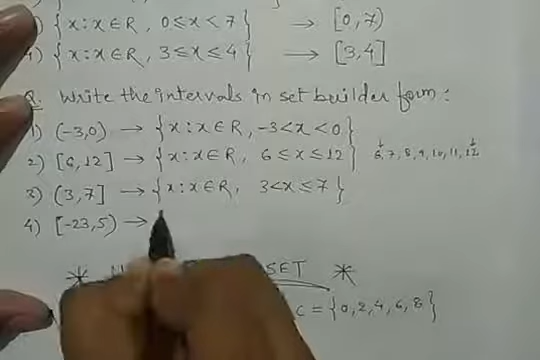 ) { x : x ∈ R, 0 ≤ x < 7 } → [0, 7)
4) { x : x ∈ R, 3 ≤ x ≤ 4 } → [3, 4]
Q. Write the intervals in set builder form :
1) (-3, 0) → { x : x ∈ R, -3 < x < 0 }
2) [6, 12] → { x : x ∈ R, 6 ≤ x ≤ 12 } 6, 7, 8, 9, 10, 11, 12
3) (3, 7] → { x : x ∈ R, 3 < x ≤ 7 }
4) [-23, 5) →
* SET *
C = {0, 2, 4, 6, 8}